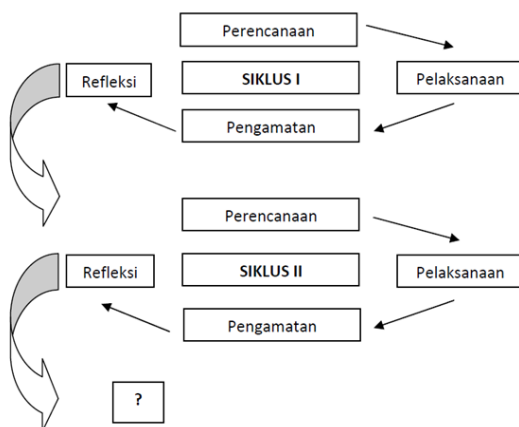 Perencanaan
Refleksi
SIKLUS I
Pelaksanaan
Pengamatan
Perencanaan
Refleksi
SIKLUS II
Pelaksanaan
Pengamatan
?